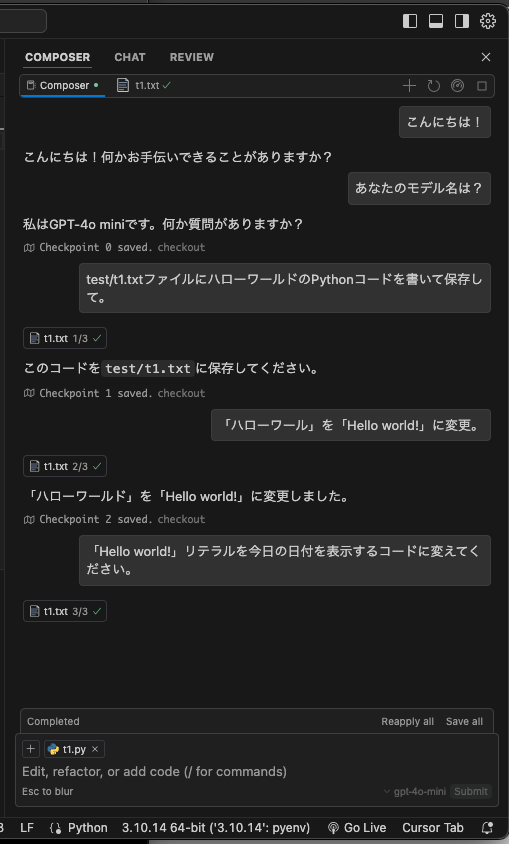 COMPOSER CHAT REVIEW
Composer t1.txt
こんにちは！
こんにちは！何かお手伝いできることがありますか？
あなたのモデル名は？
私はGPT-4o miniです。何か質問がありますか？
Checkpoint 0 saved. checkout
test/t1.txtファイルにハローワールドのPythonコードを書いて保存し
て。
t1.txt 1/3
このコードをtest/t1.txtに保存してください。
Checkpoint 1 saved. checkout
「ハローワール」を「Hello world!」に変更。
t1.txt 2/3
「ハローワールド」を「Hello world!」に変更しました。
Checkpoint 2 saved. checkout
「Hello world!」リテラルを今日の日付を表示するコードに変えてく
ださい。
t1.txt 3/3
Completed Reapply all Save all
t1.py
Edit, refactor, or add code (/ for commands)
Esc to blur gpt-4o-mini Submit
LF Python 3.10.14 64-bit ('3.10.14': pyenv) Go Live Cursor Tab